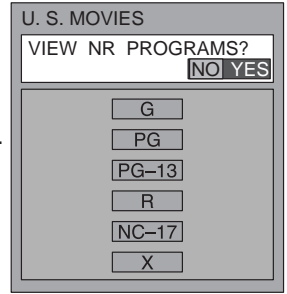 U. S. MOVIES
VIEW NR PROGRAMS?
NO YES
G
PG
PG–13
R
NC–17
X